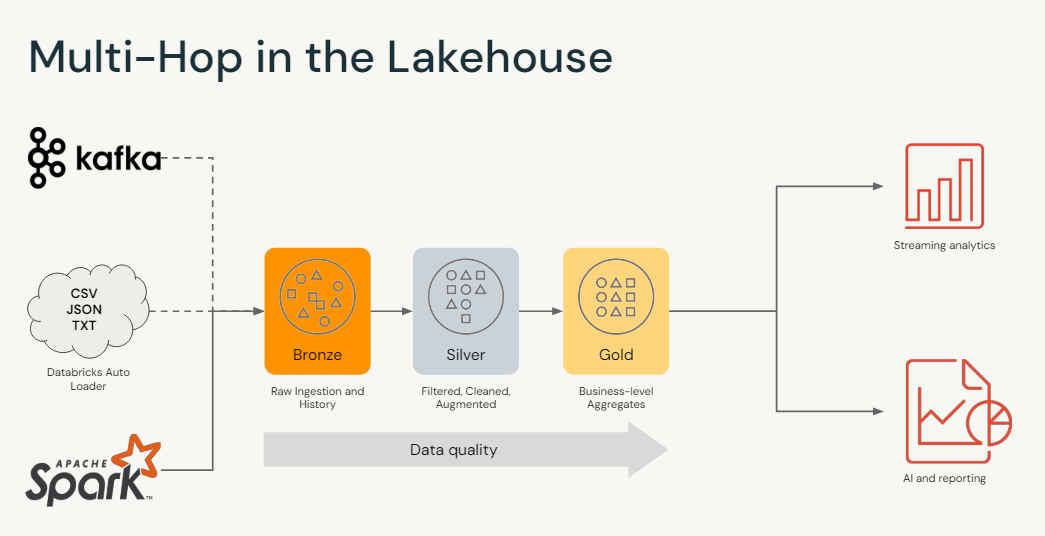 Multi-Hop in the Lakehouse
kafka
CSV
JSON
TXT
Databricks Auto
Loader
APACHE
Spark™
Bronze
Raw Ingestion and
History
Silver
Filtered, Cleaned,
Augmented
Gold
Business-level
Aggregates
Data quality
Streaming analytics
AI and reporting